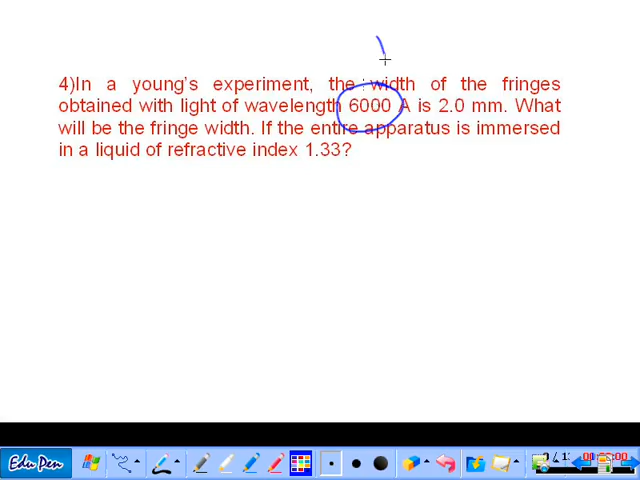 4)In a young's experiment, the width of the fringes
obtained with light of wavelength 6000 A is 2.0 mm. What
will be the fringe width. If the entire apparatus is immersed
in a liquid of refractive index 1.33?
Edu Pen